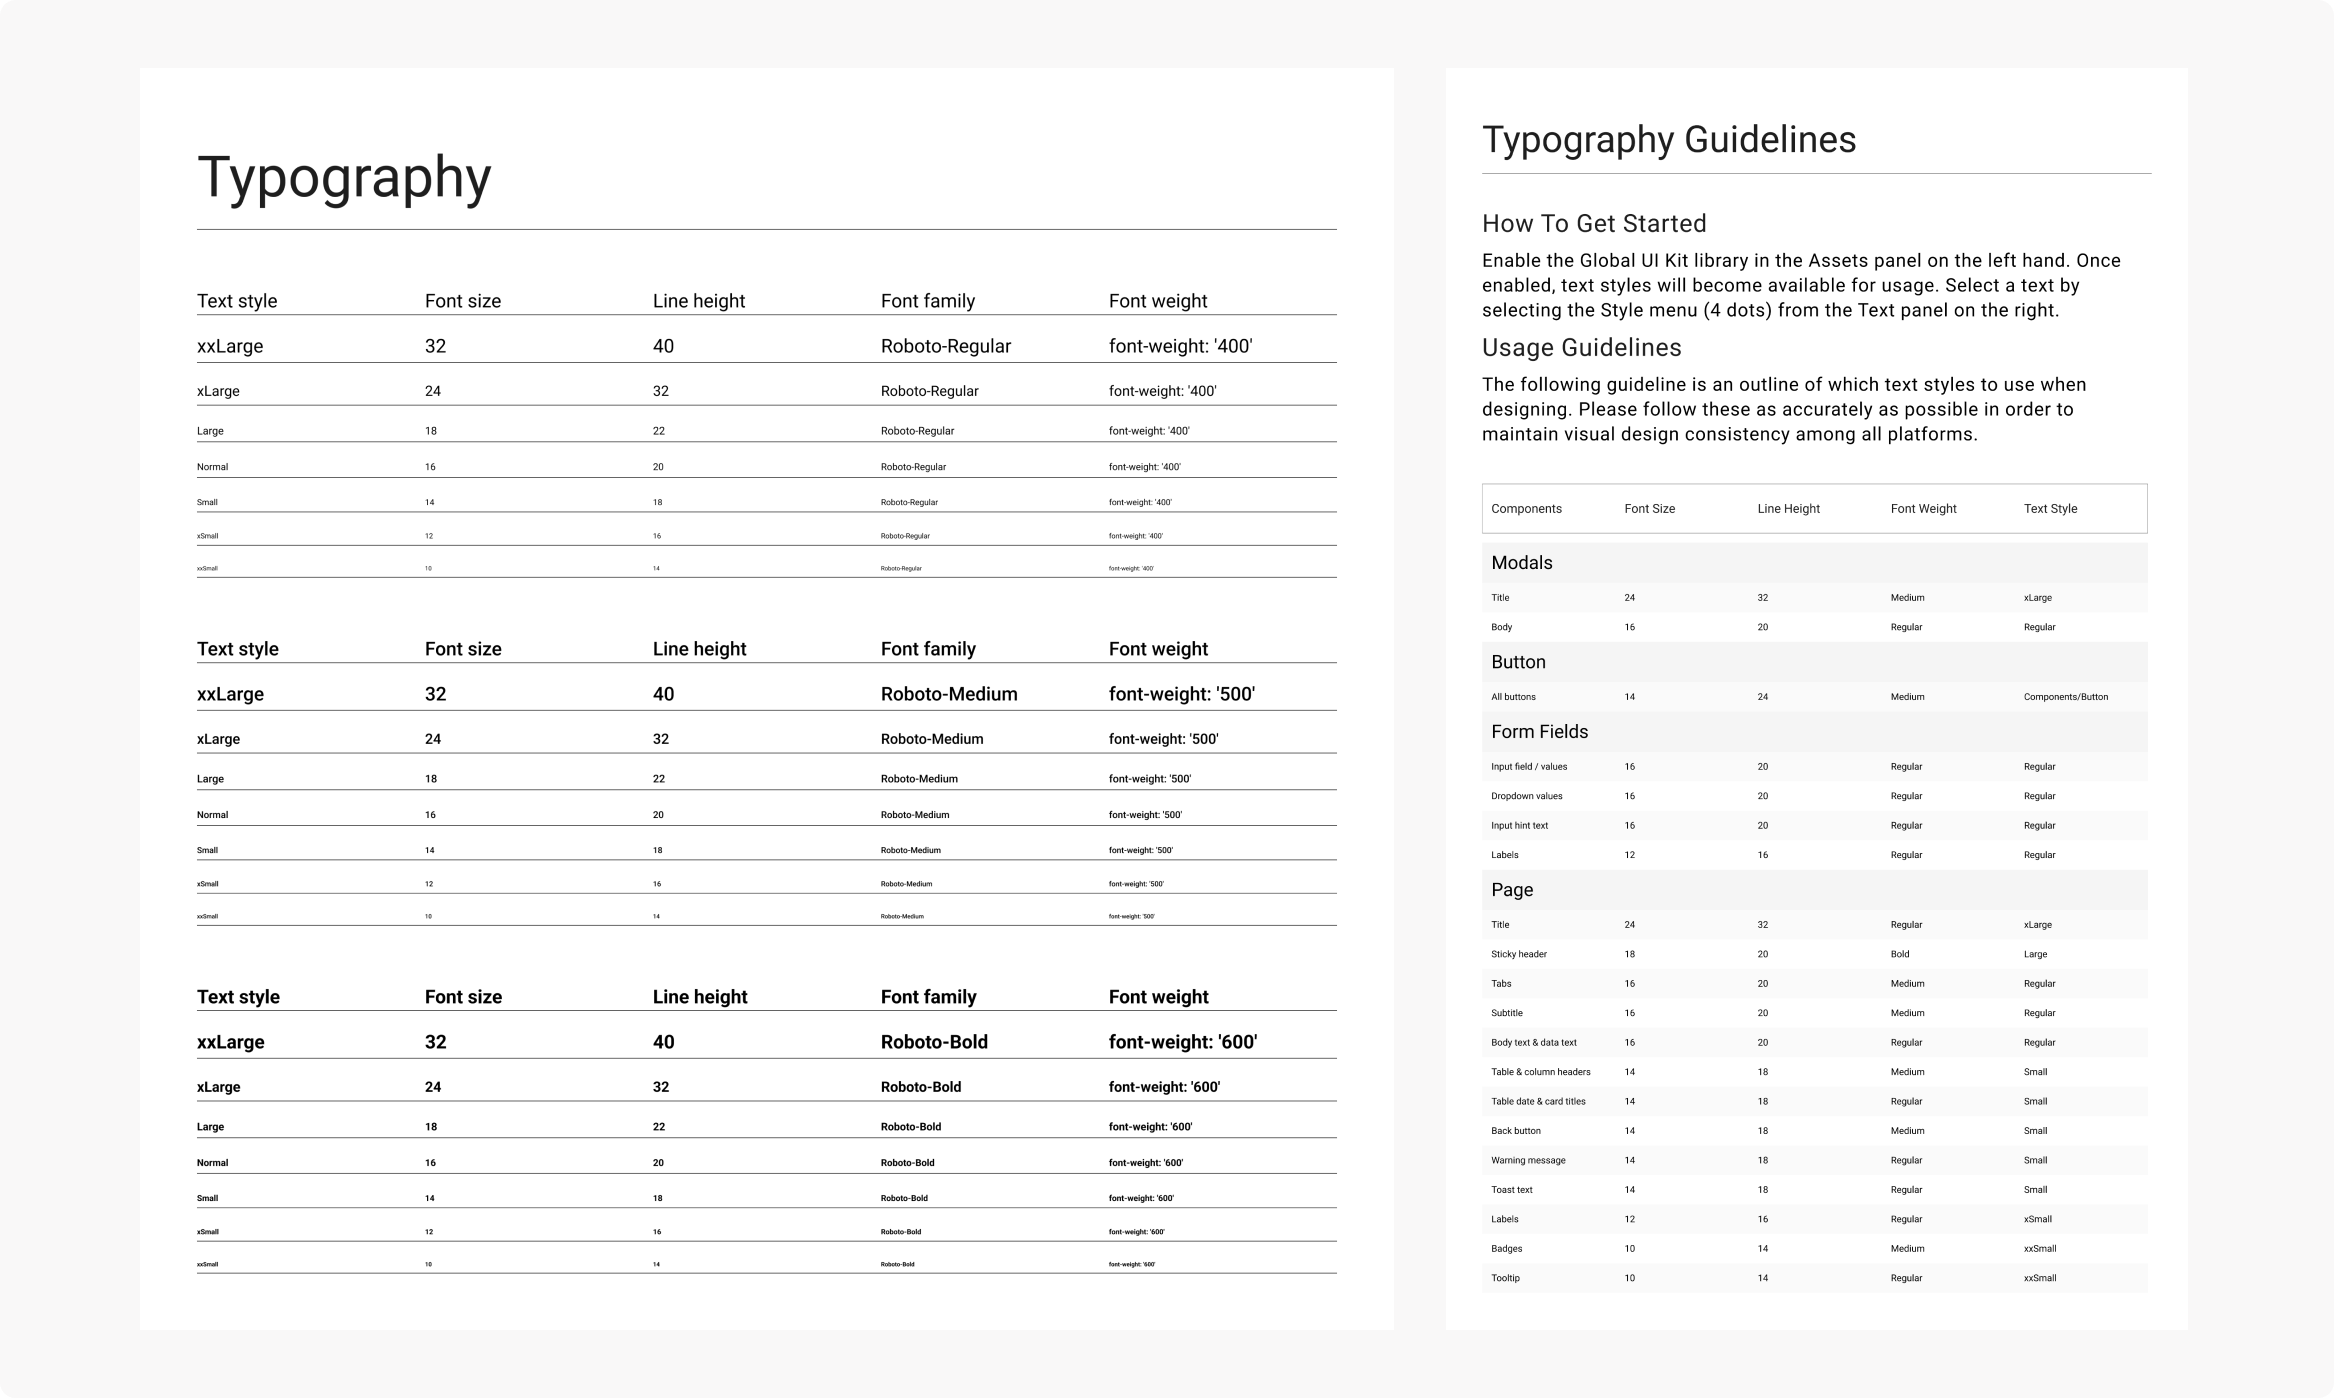 Typography
Text style Font size Line height Font family Font weight
xxLarge 32 40 Roboto-Regular font-weight: '400'
xLarge 24 32 Roboto-Regular font-weight: '400'
Large 18 22 Roboto-Regular font-weight: '400'
Normal 16 20 Roboto-Regular font-weight: '400'
Small 14 18 Roboto-Regular font-weight: '400'
xSmall 12 16 Roboto-Regular font-weight: '400'
xxSmall 10 14 Roboto-Regular font-weight: '400'
Text style Font size Line height Font family Font weight
xxLarge 32 40 Roboto-Medium font-weight: '500'
xLarge 24 32 Roboto-Medium font-weight: '500'
Large 18 22 Roboto-Medium font-weight: '500'
Normal 16 20 Roboto-Medium font-weight: '500'
Small 14 18 Roboto-Medium font-weight: '500'
xSmall 12 16 Roboto-Medium font-weight: '500'
xxSmall 10 14 Roboto-Medium font-weight: '500'
Text style Font size Line height Font family Font weight
xxLarge 32 40 Roboto-Bold font-weight: '600'
xLarge 24 32 Roboto-Bold font-weight: '600'
Large 18 22 Roboto-Bold font-weight: '600'
Normal 16 20 Roboto-Bold font-weight: '600'
Small 14 18 Roboto-Bold font-weight: '600'
xSmall 12 16 Roboto-Bold font-weight: '600'
xxSmall 10 14 Roboto-Bold font-weight: '600'
Typography Guidelines
How To Get Started
Enable the Global UI Kit library in the Assets panel on the left hand. Once
enabled, text styles will become available for usage. Select a text by
selecting the Style menu (4 dots) from the Text panel on the right.
Usage Guidelines
The following guideline is an outline of which text styles to use when
designing. Please follow these as accurately as possible in order to
maintain visual design consistency among all platforms.
Components Font Size Line Height Font Weight Text Style
Modals
Title 24 32 Medium xLarge
Body 16 20 Regular Regular
Button
All buttons 14 24 Medium Components/Button
Form Fields
Input field / values 16 20 Regular Regular
Dropdown values 16 20 Regular Regular
Input hint text 16 20 Regular Regular
Labels 12 16 Regular Regular
Page
Title 24 32 Regular xLarge
Sticky header 18 20 Bold Large
Tabs 16 20 Medium Regular
Subtitle 16 20 Medium Regular
Body text & data text 16 20 Regular Regular
Table & column headers 14 18 Medium Small
Table date & card titles 14 18 Regular Small
Back button 14 18 Medium Small
Warning message 14 18 Regular Small
Toast text 14 18 Regular Small
Labels 12 16 Regular xSmall
Badges 10 14 Medium xxSmall
Tooltip 10 14 Regular xxSmall